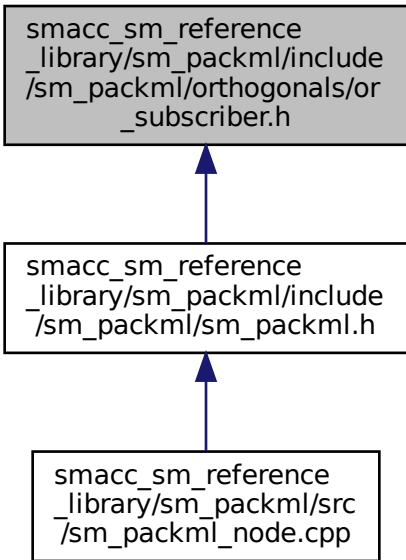 smacc_sm_reference
_library/sm_packml/include
/sm_packml/orthogonals/or
_subscriber.h
smacc_sm_reference
_library/sm_packml/include
/sm_packml/sm_packml.h
smacc_sm_reference
_library/sm_packml/src
/sm_packml_node.cpp